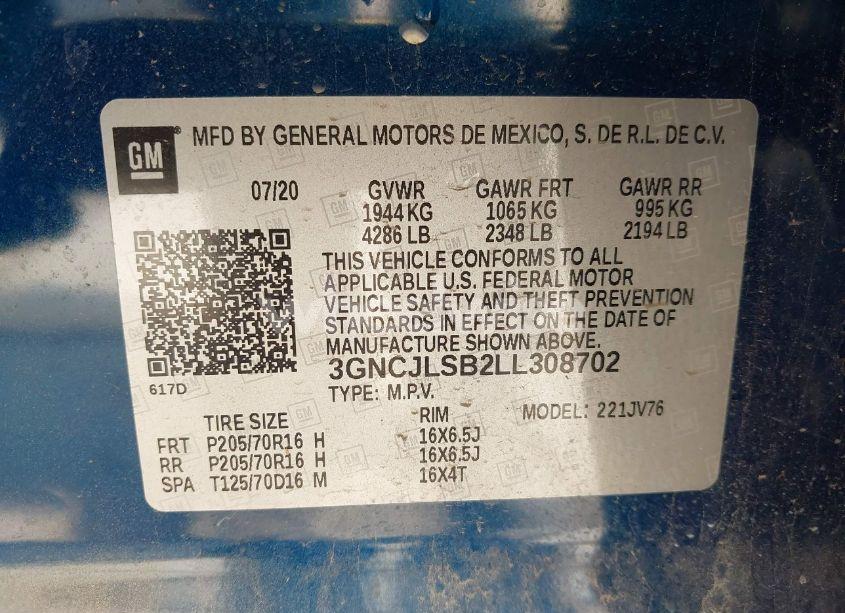 GM
MFD BY GENERAL MOTORS DE MEXICO, S. DE R.L. DE C.V.
07/20 GVWR GAWR FRT GAWR RR
1944 KG 1065 KG 995 KG
4286 LB 2348 LB 2194 LB
THIS VEHICLE CONFORMS TO ALL
APPLICABLE U.S. FEDERAL MOTOR
VEHICLE SAFETY AND THEFT PREVENTION
STANDARDS IN EFFECT ON THE DATE OF
MANUFACTURE SHOWN ABOVE.
3GNCJLSB2LL308702
617D
TYPE: M.P.V.
MODEL: 221JV76
TIRE SIZE RIM
FRT P205/70R16 H 16X6.5J
RR P205/70R16 H 16X6.5J
SPA T125/70D16 M 16X4T